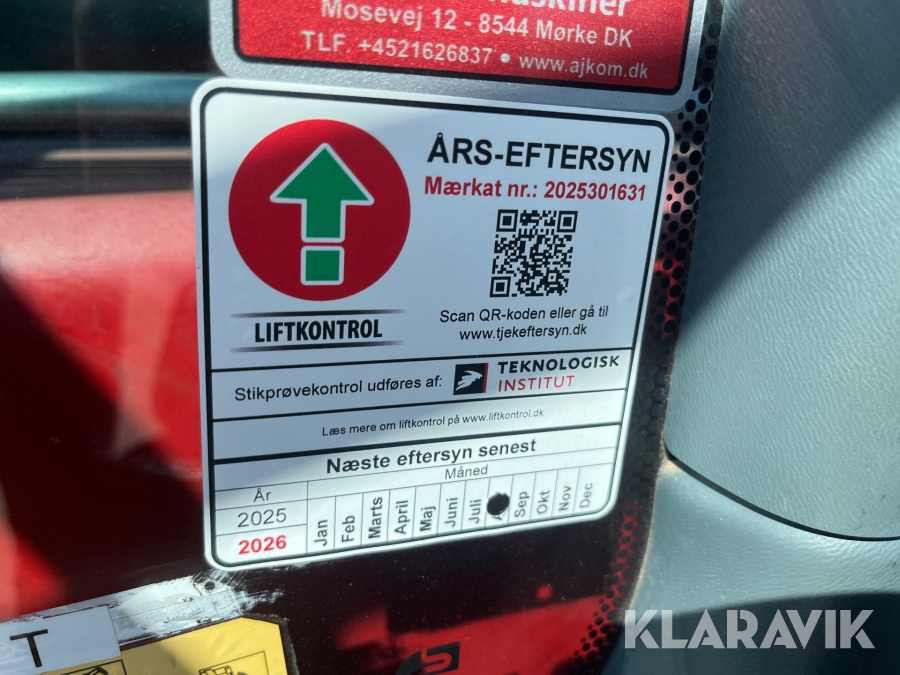 Mosevej 12 - 8544 Mørke DK
TLF. +4521626837 • www.ajkom.dk
ÅRS-EFTERSYN
Mærkat nr.: 2025301631
Scan QR-koden eller gå til
www.tjekeftersyn.dk
LIFTKONTROL
Stikprøvekontrol udføres af:
TEKNOLOGISK
INSTITUT
Læs mere om liftkontrol på www.liftkontrol.dk
Næste eftersyn senest
År
Måned
2025
2026
Jan
Feb
Marts
April
Maj
Juni
Juli
Sep
Okt
Nov
Dec
T
KLARAVIK